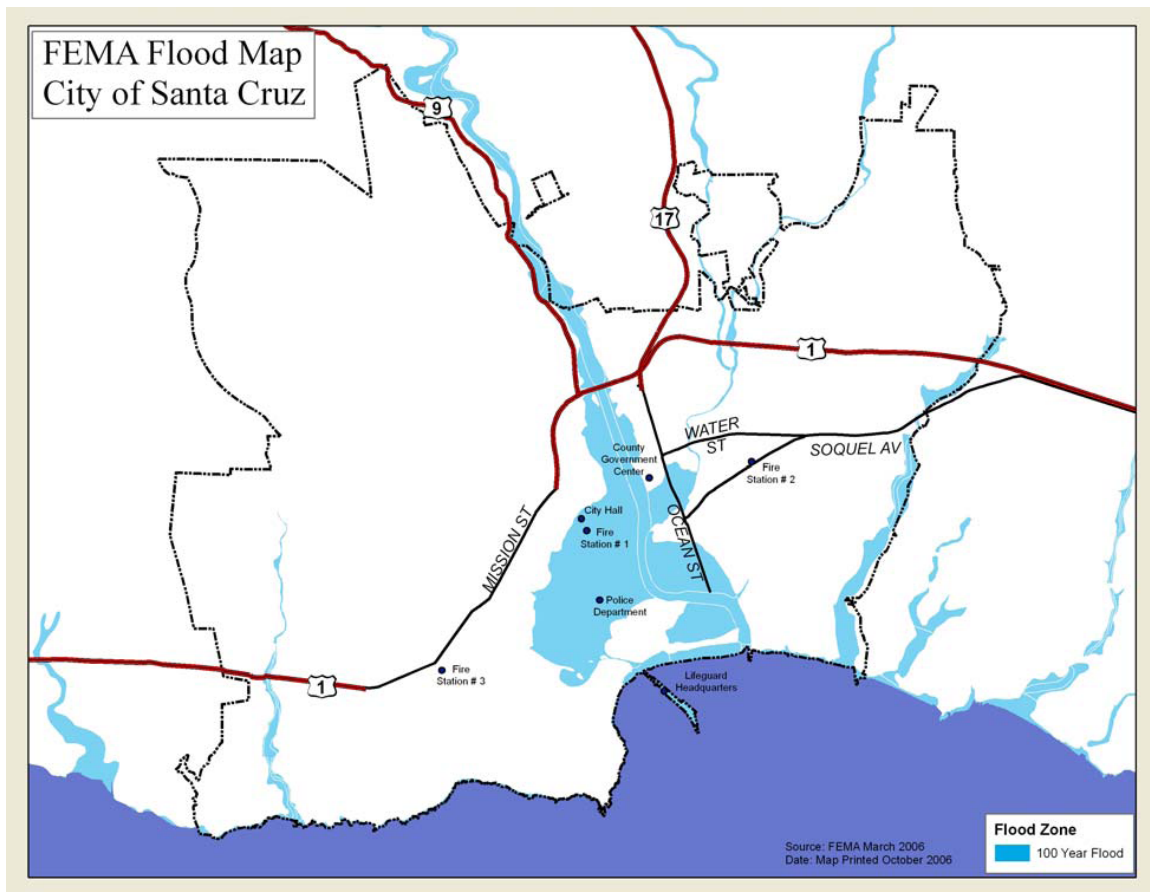 FEMA Flood Map
City of Santa Cruz
9
17
1
WATER
ST
SOQUEL AV
County
Government
Center
Fire
Station # 2
City Hall
Fire
Station # 1
OCEAN ST
MISSION ST
Police
Department
Fire
Station # 3
1
Lifeguard
Headquarters
Source: FEMA March 2006
Date: Map Printed October 2006
Flood Zone
100 Year Flood